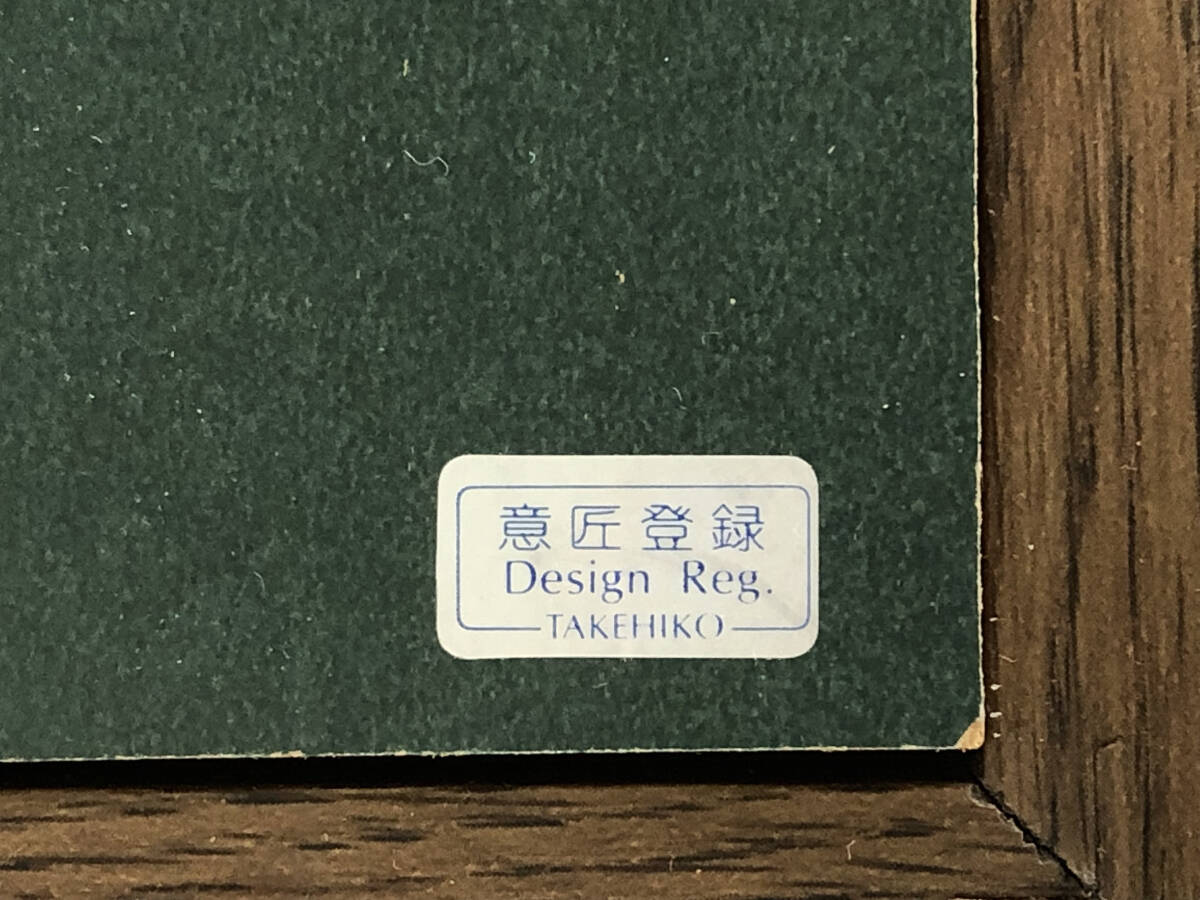 意匠登録
Design Reg.
TAKEHIKO